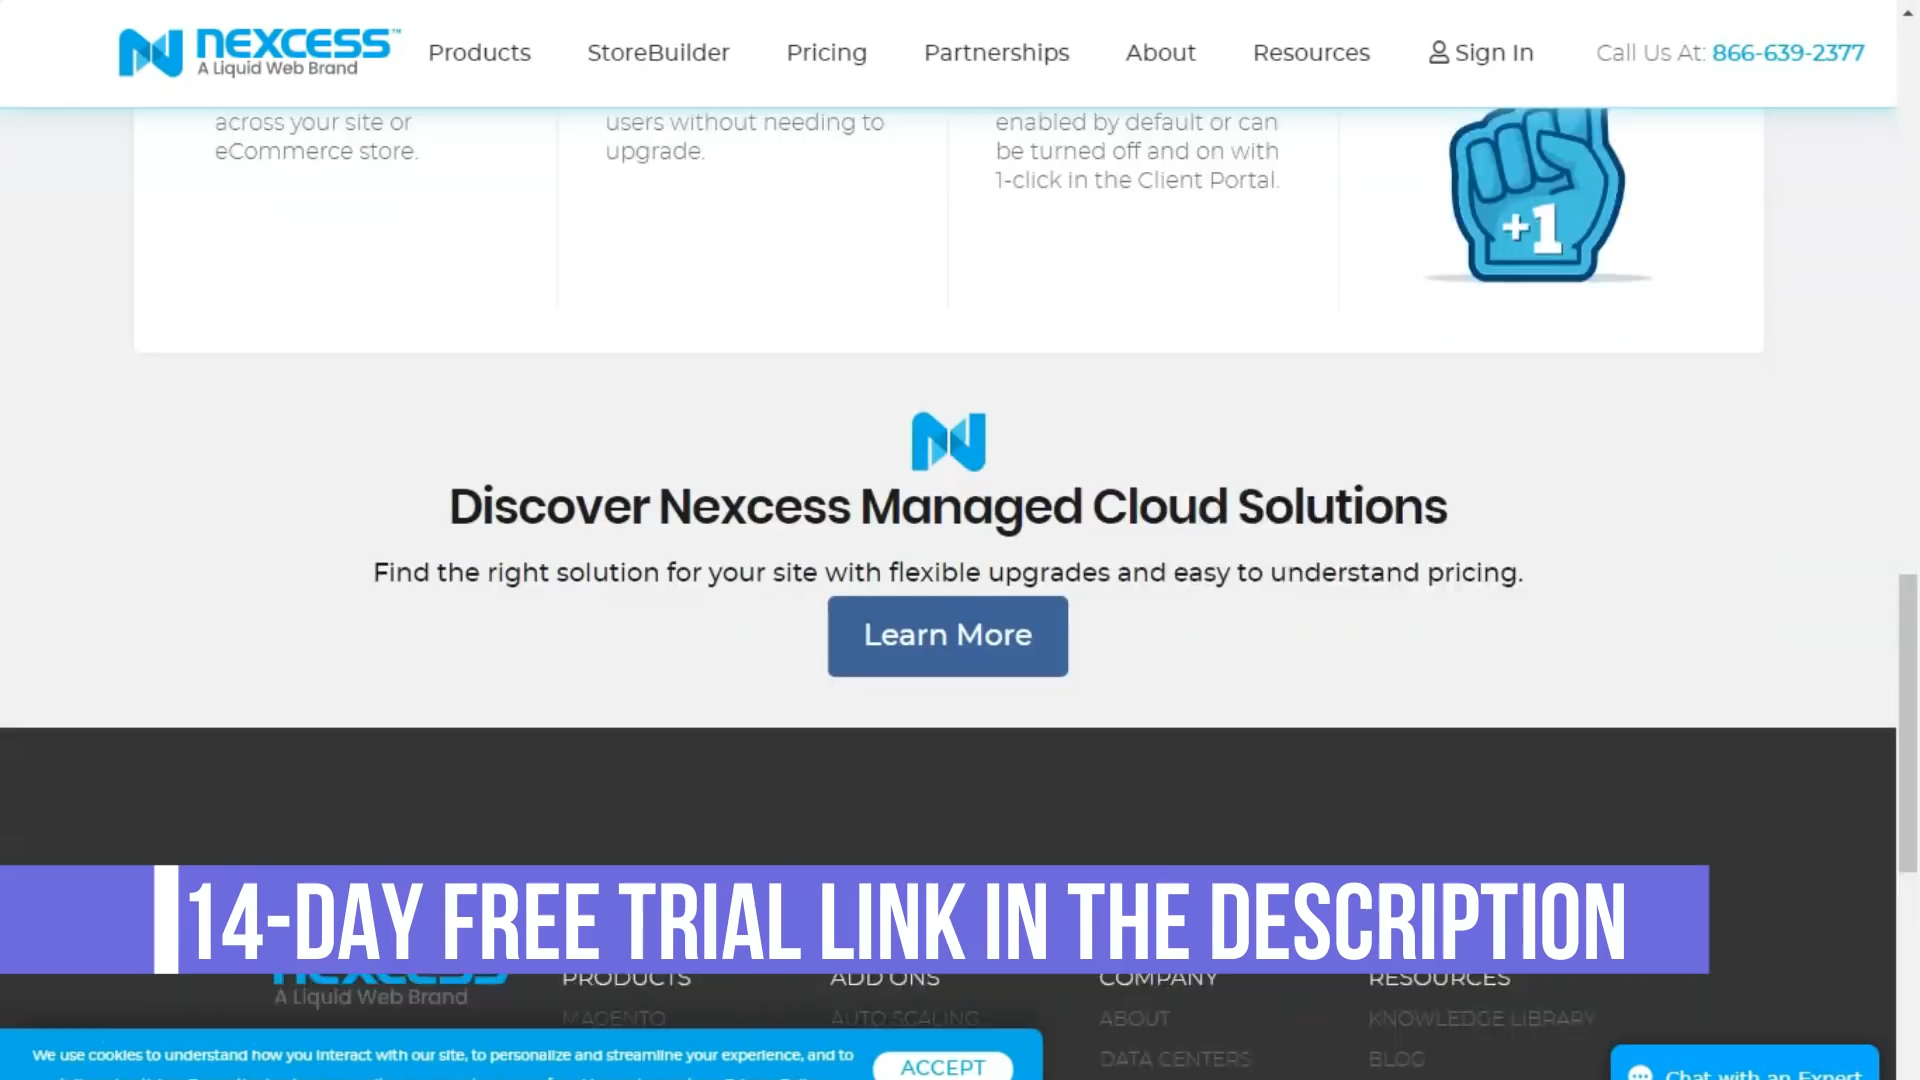 NEXCESS™
A Liquid Web Brand
Products
StoreBuilder
Pricing
Partnerships
About
Resources
Sign In
Call Us At: 866-639-2377
across your site or
eCommerce store.
users without needing to
upgrade.
enabled by default or can
be turned off and on with
1-click in the Client Portal.
+1
Discover Nexcess Managed Cloud Solutions
Find the right solution for your site with flexible upgrades and easy to understand pricing.
Learn More
14-DAY FREE TRIAL LINK IN THE DESCRIPTION
NEXCESS
A Liquid Web Brand
PRODUCTS
MAGENTO
ADD ONS
AUTO SCALING
COMPANY
ABOUT
DATA CENTERS
RESOURCES
KNOWLEDGE LIBRARY
BLOG
We use cookies to understand how you interact with our site, to personalize and streamline your experience, and to
ACCEPT
Chat with an Expert